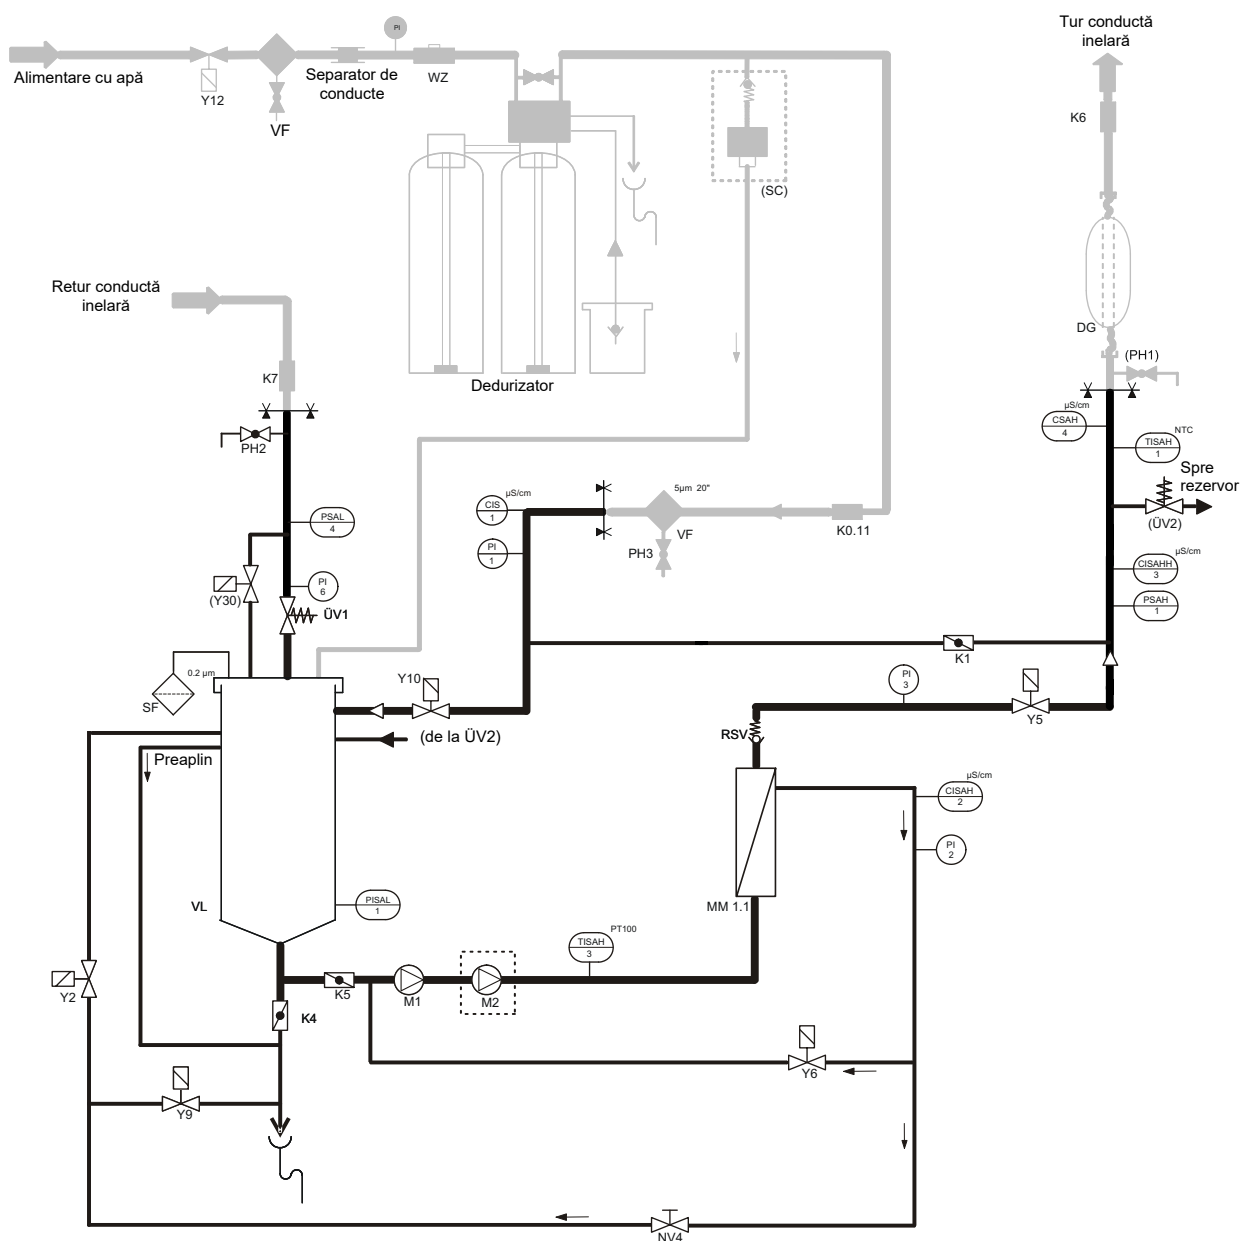 Tur conductă
inelară
PI
Alimentare cu apă
Separator de
conducte
WZ
Y12
VF
K6
(SC)
Retur conductă
inelară
DG
(PH1)
K7
Dedurizator
µS/cm
CSAH
4
NTC
TISAH
1
PH2
Spre
rezervor
5µm 20"
µS/cm
CIS
1
PSAL
4
(ÜV2)
K0.11
VF
PI
1
PH3
µS/cm
CISAHH
3
PI
6
(Y30)
ÜV1
PSAH
1
K1
0.2 µm
SF
Y10
PI
3
Y5
(de la ÜV2)
RSV
Preaplin
µS/cm
CISAH
2
PI
2
VL
PISAL
1
MM 1.1
PT100
TISAH
3
Y2
K5
M1
M2
K4
Y6
Y9
NV4